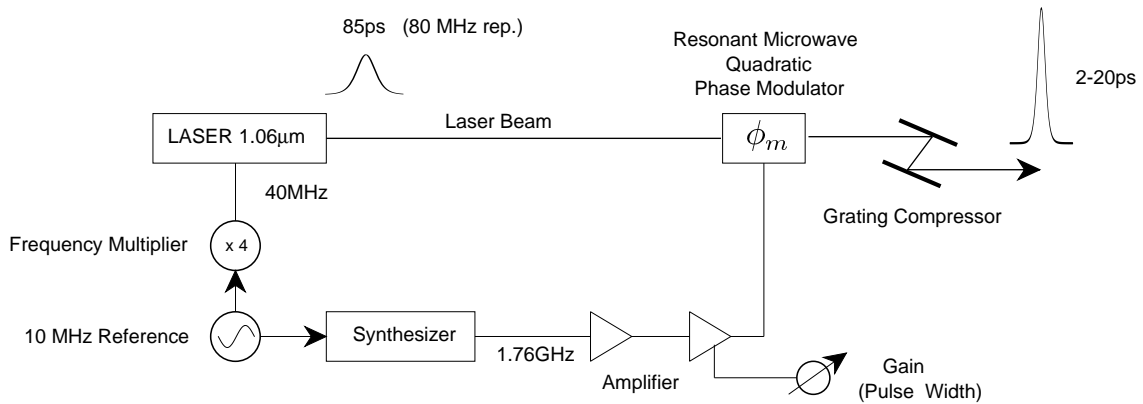 85ps (80 MHz rep.)
Resonant Microwave
Quadratic
Phase Modulator
2-20ps
LASER 1.06μm
Laser Beam
ϕm
40MHz
Grating Compressor
Frequency Multiplier
x 4
10 MHz Reference
Synthesizer
1.76GHz
Amplifier
Gain
(Pulse Width)